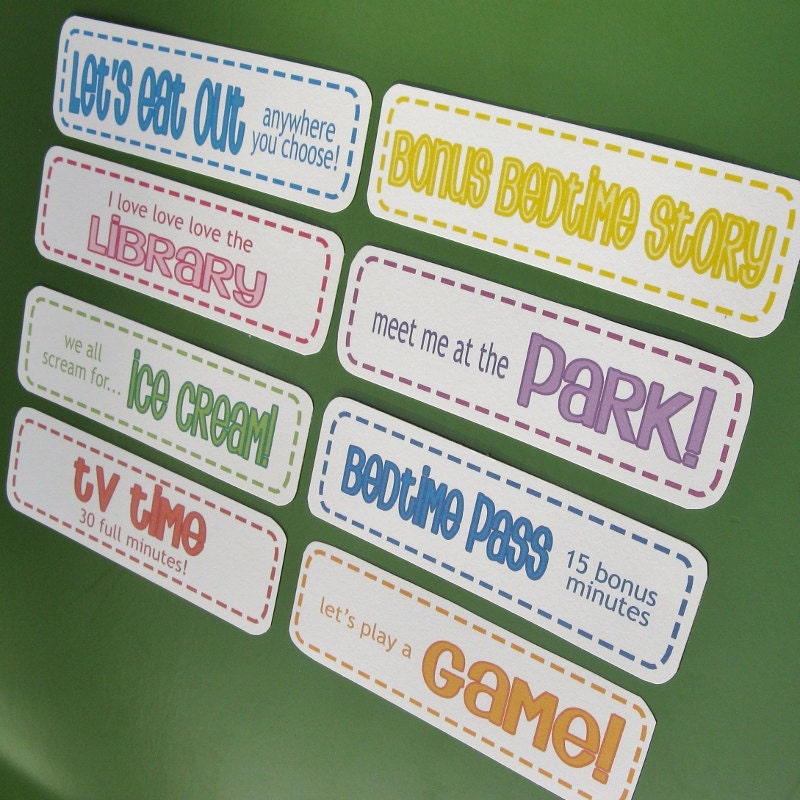 Let's eat out
anywhere
you choose!
I love love love the
Library
we all
scream for...
ice cream!
tv time
30 full minutes!
Bonus Bedtime Story
meet me at the
Park!
Bedtime Pass
15 bonus
minutes
let's play a
Game!